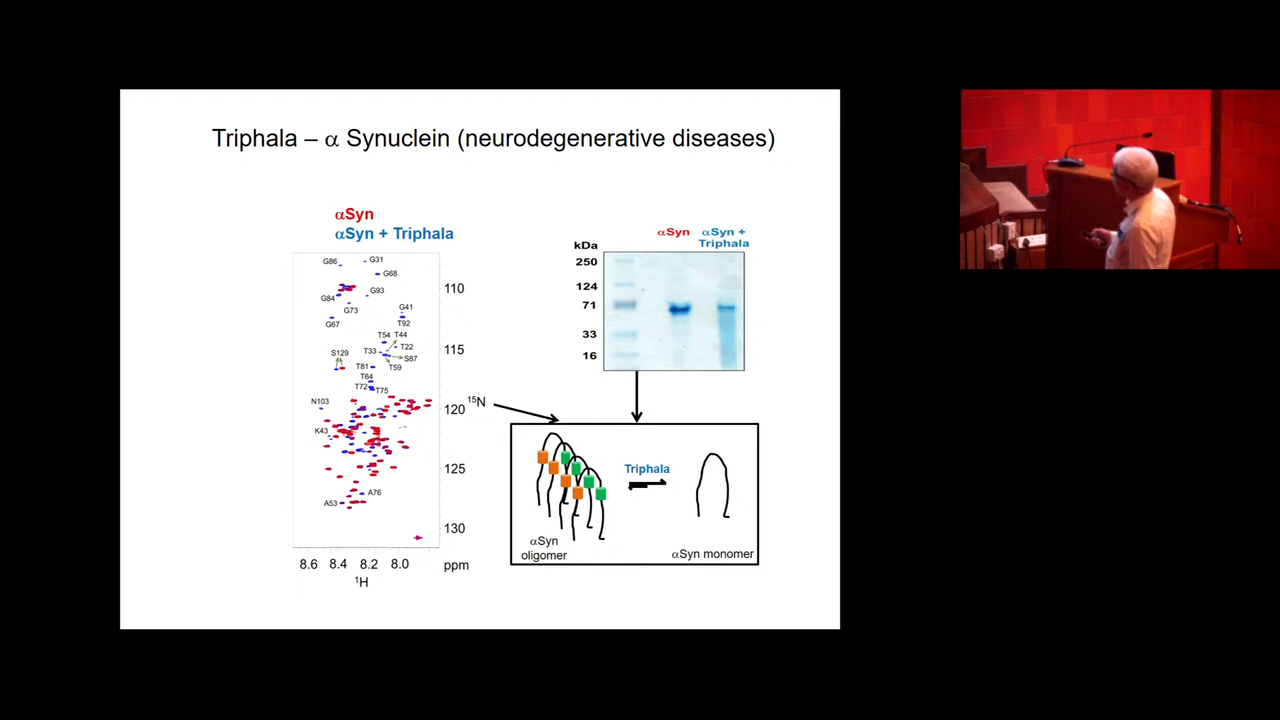 Triphala – α Synuclein (neurodegenerative diseases)
αSyn
αSyn + Triphala
G86
G31
G68
G84
G93
G73
G41
G67
T92
T54
T44
T33
T22
S129
S87
T81
T59
T64
T72
T75
N103
K43
A76
A53
110
115
120
125
130
¹⁵N
8.6 8.4 8.2 8.0 ppm
¹H
kDa
αSyn
αSyn +
Triphala
250
124
71
33
16
Triphala
αSyn
oligomer
αSyn monomer